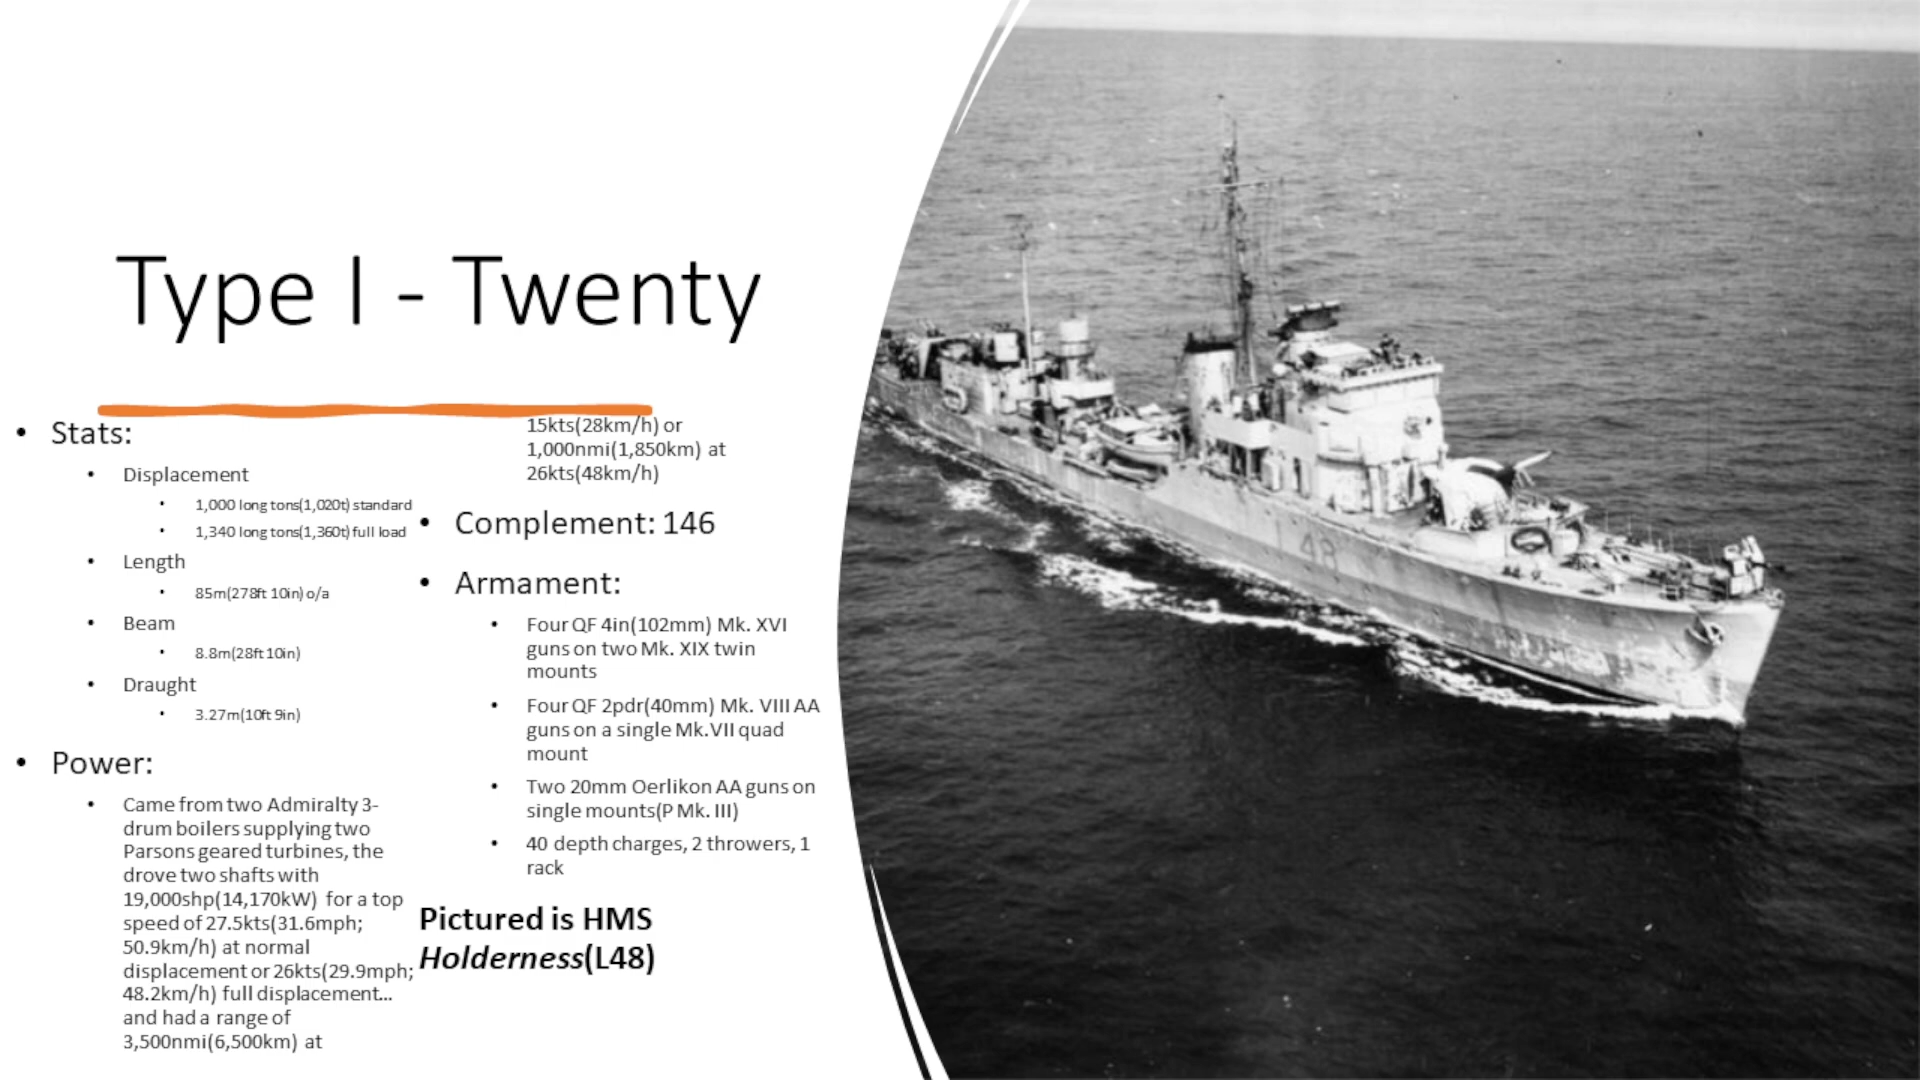 Type I - Twenty
• Stats:
• Displacement
• 1,000 long tons(1,020t) standard
• 1,340 long tons(1,360t) full load
• Length
• 85m(278ft 10in) o/a
• Beam
• 8.8m(28ft 10in)
• Draught
• 3.27m(10ft 9in)
• Power:
• Came from two Admiralty 3-
drum boilers supplying two
Parsons geared turbines, the
drove two shafts with
19,000shp(14,170kW) for a top
speed of 27.5kts(31.6mph;
50.9km/h) at normal
displacement or 26kts(29.9mph;
48.2km/h) full displacement...
and had a range of
3,500nmi(6,500km) at
15kts(28km/h) or
1,000nmi(1,850km) at
26kts(48km/h)
• Complement: 146
• Armament:
• Four QF 4in(102mm) Mk. XVI
guns on two Mk. XIX twin
mounts
• Four QF 2pdr(40mm) Mk. VIII AA
guns on a single Mk.VII quad
mount
• Two 20mm Oerlikon AA guns on
single mounts(P Mk. III)
• 40 depth charges, 2 throwers, 1
rack
Pictured is HMS
Holderness(L48)
48